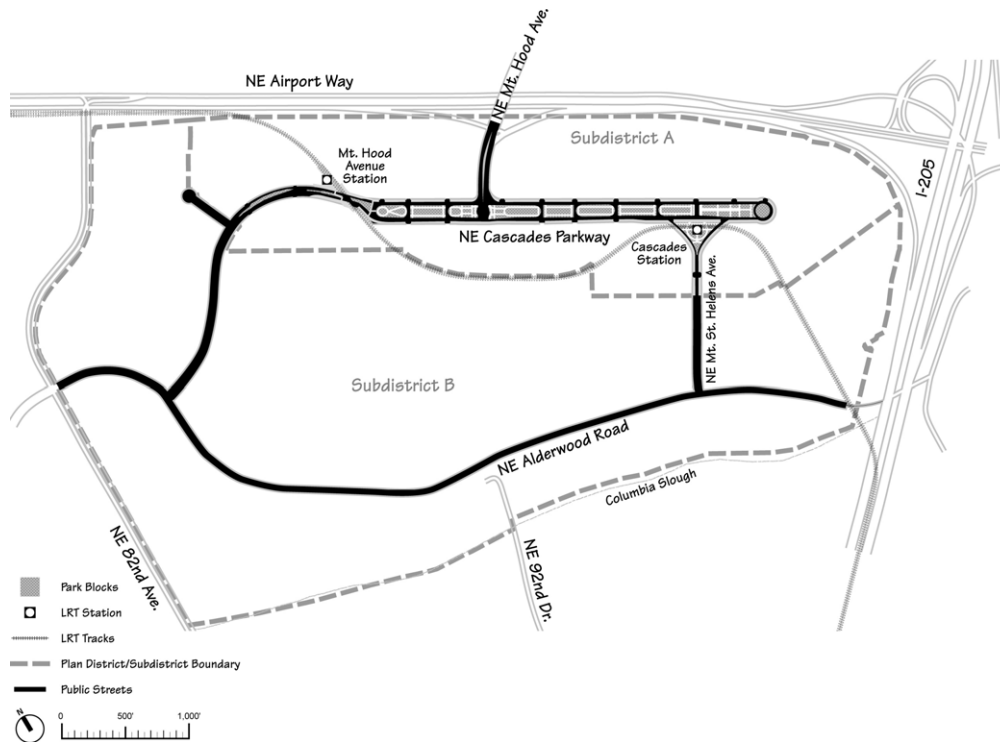 NE Mt. Hood Ave.
NE Airport Way
Subdistrict A
Mt. Hood
Avenue
Station
I-205
NE Cascades Parkway
Cascades
Station
NE Mt. St. Helens Ave.
Subdistrict B
NE Alderwood Road
Columbia Slough
NE 82nd Ave.
NE 92nd Dr.
Park Blocks
LRT Station
LRT Tracks
Plan District/Subdistrict Boundary
Public Streets
N
0 500' 1,000'